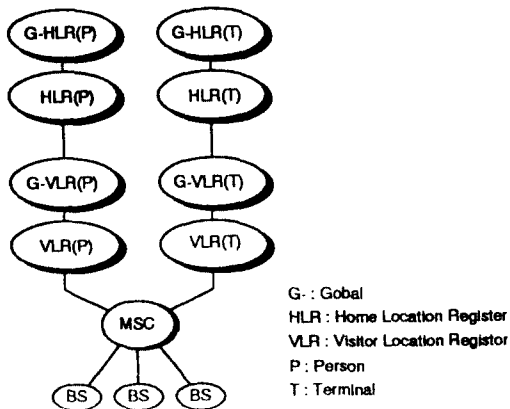 G-HLR(P) G-HLR(T)
HLR(P) HLR(T)
G-VLR(P) G-VLR(T)
VLR(P) VLR(T)
MSC
BS BS BS
G- : Gobal
HLR : Home Location Register
VLR : Visitor Location Registor
P : Person
T : Terminal